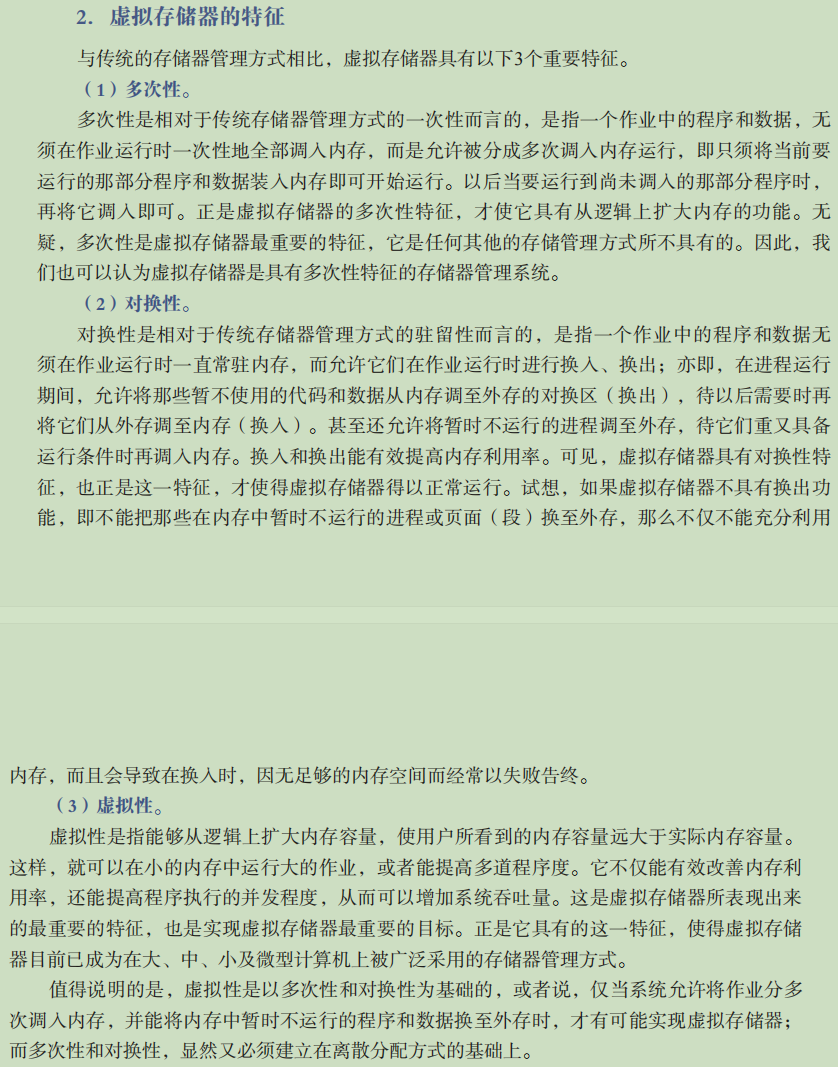 2. 虚拟存储器的特征
与传统的存储器管理方式相比，虚拟存储器具有以下3个重要特征。
（1）多次性。
多次性是相对于传统存储器管理方式的一次性而言的，是指一个作业中的程序和数据，无
须在作业运行时一次性地全部调入内存，而是允许被分成多次调入内存运行，即只须将当前要
运行的那部分程序和数据装入内存即可开始运行。以后当要运行到尚未调入的那部分程序时，
再将它调入即可。正是虚拟存储器的多次性特征，才使它具有从逻辑上扩大内存的功能。无
疑，多次性是虚拟存储器最重要的特征，它是任何其他的存储管理方式所不具有的。因此，我
们也可以认为虚拟存储器是具有多次性特征的存储器管理系统。
（2）对换性。
对换性是相对于传统存储器管理方式的驻留性而言的，是指一个作业中的程序和数据无
须在作业运行时一直常驻内存，而允许它们在作业运行时进行换入、换出；亦即，在进程运行
期间，允许将那些暂不使用的代码和数据从内存调至外存的对换区（换出），待以后需要时再
将它们从外存调至内存（换入）。甚至还允许将暂时不运行的进程调至外存，待它们重又具备
运行条件时再调入内存。换入和换出能有效提高内存利用率。可见，虚拟存储器具有对换性特
征，也正是这一特征，才使得虚拟存储器得以正常运行。试想，如果虚拟存储器不具有换出功
能，即不能把那些在内存中暂时不运行的进程或页面（段）换至外存，那么不仅不能充分利用
内存，而且会导致在换入时，因无足够的内存空间而经常以失败告终。
（3）虚拟性。
虚拟性是指能够从逻辑上扩大内存容量，使用户所看到的内存容量远大于实际内存容量。
这样，就可以在小的内存中运行大的作业，或者能提高多道程序度。它不仅能有效改善内存利
用率，还能提高程序执行的并发程度，从而可以增加系统吞吐量。这是虚拟存储器所表现出来
的最重要的特征，也是实现虚拟存储器最重要的目标。正是它具有的这一特征，使得虚拟存储
器目前已成为在大、中、小及微型计算机上被广泛采用的存储器管理方式。
值得说明的是，虚拟性是以多次性和对换性为基础的，或者说，仅当系统允许将作业分多
次调入内存，并能将内存中暂时不运行的程序和数据换至外存时，才有可能实现虚拟存储器；
而多次性和对换性，显然又必须建立在离散分配方式的基础上。